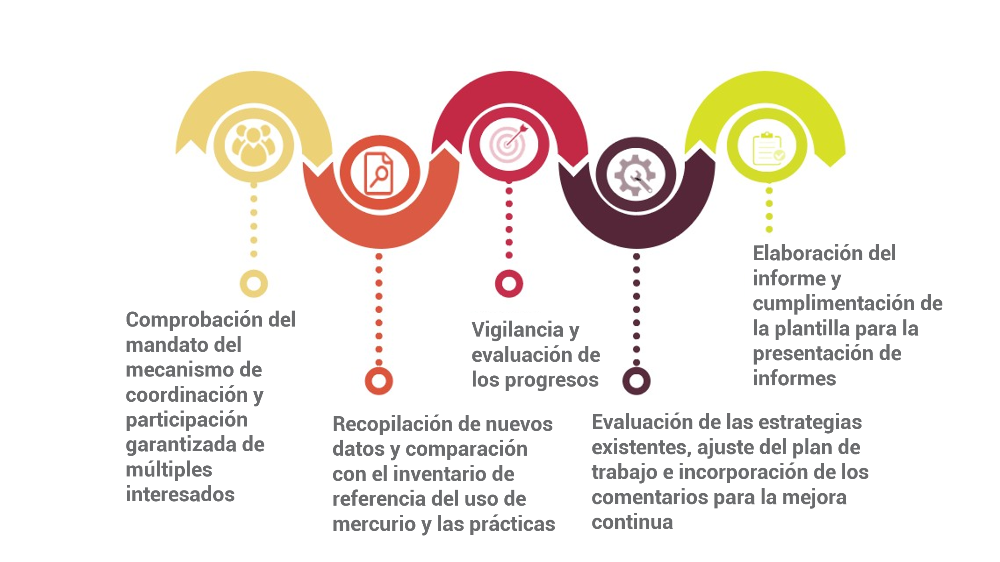 Comprobación del
mandato del
mecanismo de
coordinación y
participación
garantizada de
múltiples
interesados
Recopilación de nuevos
datos y comparación
con el inventario de
referencia del uso de
mercurio y las prácticas
Vigilancia y
evaluación de
los progresos
Evaluación de las estrategias
existentes, ajuste del plan de
trabajo e incorporación de los
comentarios para la mejora
continua
Elaboración del
informe y
cumplimentación de
la plantilla para la
presentación de
informes